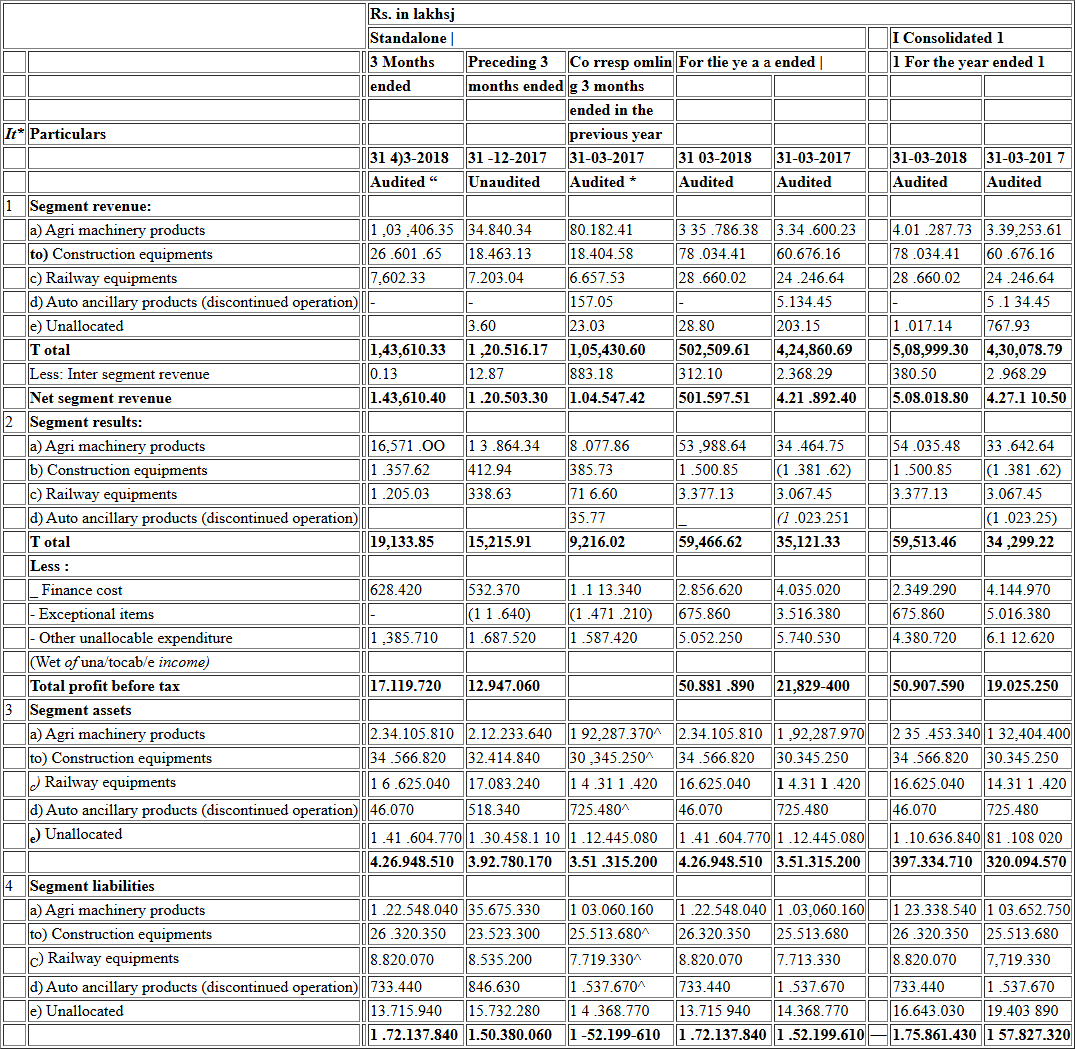 Rs. in lakhsj
Standalone | I Consolidated 1
3 Months Preceding 3 Co rresp omlin For tlie ye a a ended | 1 For the year ended 1
ended months ended g 3 months
ended in the
It* Particulars previous year
31 4)3-2018 31 -12-2017 31-03-2017 31 03-2018 31-03-2017 31-03-2018 31-03-201 7
Audited “ Unaudited Audited * Audited Audited Audited Audited
1 Segment revenue:
a) Agri machinery products 1 ,03 ,406.35 34.840.34 80.182.41 3 35 .786.38 3.34 .600.23 4.01 .287.73 3.39,253.61
to) Construction equipments 26 .601 .65 18.463.13 18.404.58 78 .034.41 60.676.16 78 .034.41 60 .676.16
c) Railway equipments 7,602.33 7.203.04 6.657.53 28 .660.02 24 .246.64 28 .660.02 24 .246.64
d) Auto ancillary products (discontinued operation) - - 157.05 - 5.134.45 - 5 .1 34.45
e) Unallocated 3.60 23.03 28.80 203.15 1 .017.14 767.93
T otal 1,43,610.33 1 ,20.516.17 1,05,430.60 502,509.61 4,24,860.69 5,08,999.30 4,30,078.79
Less: Inter segment revenue 0.13 12.87 883.18 312.10 2.368.29 380.50 2 .968.29
Net segment revenue 1.43,610.40 1 .20.503.30 1.04.547.42 501.597.51 4.21 .892.40 5.08.018.80 4.27.1 10.50
2 Segment results:
a) Agri machinery products 16,571 .OO 1 3 .864.34 8 .077.86 53 ,988.64 34 .464.75 54 .035.48 33 .642.64
b) Construction equipments 1 .357.62 412.94 385.73 1 .500.85 (1 .381 .62) 1 .500.85 (1 .381 .62)
c) Railway equipments 1 .205.03 338.63 71 6.60 3.377.13 3.067.45 3.377.13 3.067.45
d) Auto ancillary products (discontinued operation) 35.77 _ (1 .023.251 (1 .023.25)
T otal 19,133.85 15,215.91 9,216.02 59,466.62 35,121.33 59,513.46 34 ,299.22
Less :
_ Finance cost 628.420 532.370 1 .1 13.340 2.856.620 4.035.020 2.349.290 4.144.970
- Exceptional items - (1 1 .640) (1 .471 .210) 675.860 3.516.380 675.860 5.016.380
- Other unallocable expenditure 1 ,385.710 1 .687.520 1 .587.420 5.052.250 5.740.530 4.380.720 6.1 12.620
(Wet of una/tocab/e income)
Total profit before tax 17.119.720 12.947.060 50.881 .890 21,829-400 50.907.590 19.025.250
3 Segment assets
a) Agri machinery products 2.34.105.810 2.12.233.640 1 92,287.370^ 2.34.105.810 1 ,92,287.970 2 35 .453.340 1 32,404.400
to) Construction equipments 34 .566.820 32.414.840 30 ,345.250^ 34 .566.820 30.345.250 34 .566.820 30.345.250
c) Railway equipments 1 6 .625.040 17.083.240 1 4 .31 1 .420 16.625.040 1 4.31 1 .420 16.625.040 14.31 1 .420
d) Auto ancillary products (discontinued operation) 46.070 518.340 725.480^ 46.070 725.480 46.070 725.480
e) Unallocated 1 .41 .604.770 1 .30.458.1 10 1 .12.445.080 1 .41 .604.770 1 .12.445.080 1 .10.636.840 81 .108 020
4.26.948.510 3.92.780.170 3.51 .315.200 4.26.948.510 3.51.315.200 397.334.710 320.094.570
4 Segment liabilities
a) Agri machinery products 1 .22.548.040 35.675.330 1 03.060.160 1 .22.548.040 1 .03,060.160 1 23.338.540 1 03.652.750
to) Construction equipments 26 .320.350 23.523.300 25.513.680^ 26.320.350 25.513.680 26 .320.350 25.513.680
C) Railway equipments 8.820.070 8.535.200 7.719.330^ 8.820.070 7.713.330 8.820.070 7,719.330
d) Auto ancillary products (discontinued operation) 733.440 846.630 1 .537.670^ 733.440 1 .537.670 733.440 1 .537.670
e) Unallocated 13.715.940 15.732.280 1 4 .368.770 13.715 940 14.368.770 16.643.030 19.403 890
1 .72.137.840 1.50.380.060 1 -52.199-610 1 .72.137.840 1 .52.199.610 — 1.75.861.430 1 57.827.320